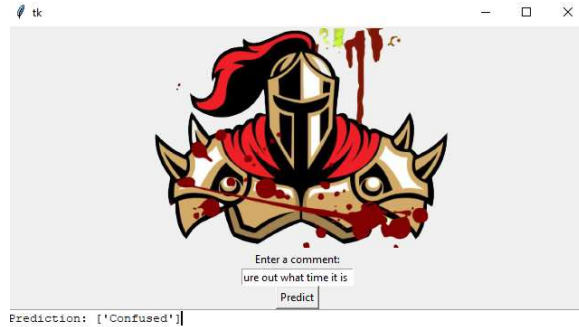 tk
Enter a comment:
ure out what time it is
Predict
Prediction: ['Confused']